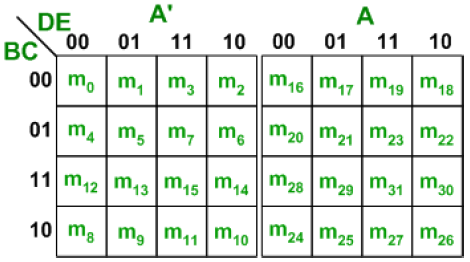 DE A' A
BC 00 01 11 10 00 01 11 10
00 m₀ m₁ m₃ m₂ m₁₆ m₁₇ m₁₉ m₁₈
01 m₄ m₅ m₇ m₆ m₂₀ m₂₁ m₂₃ m₂₂
11 m₁₂ m₁₃ m₁₅ m₁₄ m₂₈ m₂₉ m₃₁ m₃₀
10 m₈ m₉ m₁₁ m₁₀ m₂₄ m₂₅ m₂₇ m₂₆